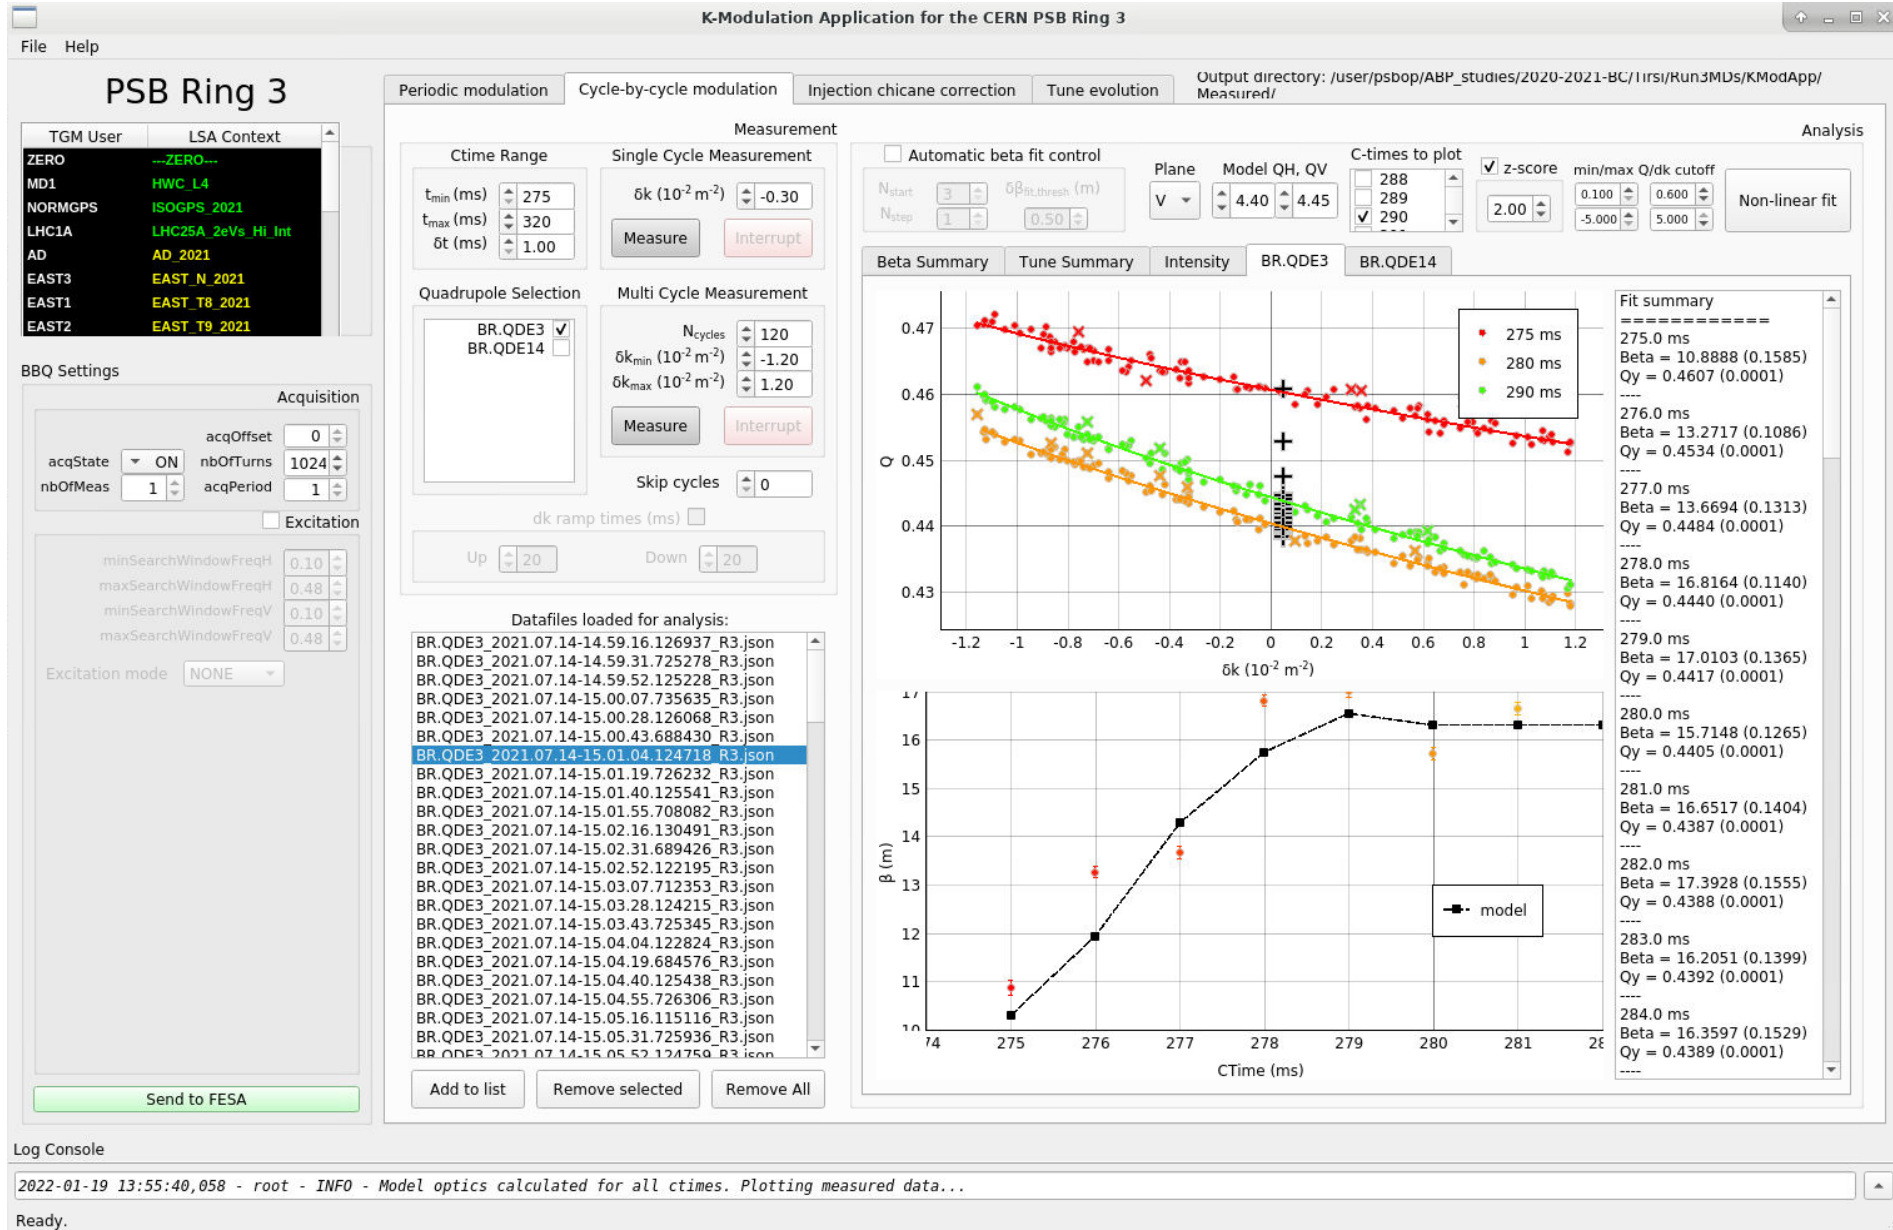 K-Modulation Application for the CERN PSB Ring 3
File Help
PSB Ring 3
TGM User LSA Context
ZERO ---ZERO---
MD1 HWC_L4
NORMGPS ISOGPS_2021
LHC1A LHC25A_2eVs_Hi_Int
AD AD_2021
EAST3 EAST_N_2021
EAST1 EAST_T8_2021
EAST2 EAST_T9_2021
BBQ Settings
Acquisition
acqOffset 0
acqState ON nbOfTurns 1024
nbOfMeas 1 acqPeriod 1
Excitation
minSearchWindowFreqH 0.10
maxSearchWindowFreqH 0.48
minSearchWindowFreqV 0.10
maxSearchWindowFreqV 0.48
Excitation mode NONE
Send to FESA
Periodic modulation Cycle-by-cycle modulation Injection chicane correction Tune evolution
Output directory: /user/psbop/ABP_studies/2020-2021-BC/Tirsi/Run3MDs/KModApp/
Measured/
Measurement
Ctime Range
tmin (ms) 275
tmax (ms) 320
δt (ms) 1.00
Single Cycle Measurement
δk (10⁻² m⁻²) -0.30
Measure Interrupt
Quadrupole Selection
BR.QDE3
BR.QDE14
Multi Cycle Measurement
Ncycles 120
δkmin (10⁻² m⁻²) -1.20
δkmax (10⁻² m⁻²) 1.20
Measure Interrupt
Skip cycles 0
dk ramp times (ms)
Up 20 Down 20
Datafiles loaded for analysis:
BR.QDE3_2021.07.14-14.59.16.126937_R3.json
BR.QDE3_2021.07.14-14.59.31.725278_R3.json
BR.QDE3_2021.07.14-14.59.52.125228_R3.json
BR.QDE3_2021.07.14-15.00.07.735635_R3.json
BR.QDE3_2021.07.14-15.00.28.126068_R3.json
BR.QDE3_2021.07.14-15.00.43.688430_R3.json
BR.QDE3_2021.07.14-15.01.04.124718_R3.json
BR.QDE3_2021.07.14-15.01.19.726232_R3.json
BR.QDE3_2021.07.14-15.01.40.125541_R3.json
BR.QDE3_2021.07.14-15.01.55.708082_R3.json
BR.QDE3_2021.07.14-15.02.16.130491_R3.json
BR.QDE3_2021.07.14-15.02.31.689426_R3.json
BR.QDE3_2021.07.14-15.02.52.122195_R3.json
BR.QDE3_2021.07.14-15.03.07.712353_R3.json
BR.QDE3_2021.07.14-15.03.28.124215_R3.json
BR.QDE3_2021.07.14-15.03.43.725345_R3.json
BR.QDE3_2021.07.14-15.04.04.122824_R3.json
BR.QDE3_2021.07.14-15.04.19.684576_R3.json
BR.QDE3_2021.07.14-15.04.40.125438_R3.json
BR.QDE3_2021.07.14-15.04.55.726306_R3.json
BR.QDE3_2021.07.14-15.05.16.115116_R3.json
BR.QDE3_2021.07.14-15.05.31.725936_R3.json
BR.QDE3_2021.07.14-15.05.52.124759_R3.json
Add to list Remove selected Remove All
Analysis
Automatic beta fit control
Nstart 3 δβfit,thresh (m)
Nstep 1 0.50
Plane
V
Model QH, QV
4.40 4.45
C-times to plot
288
289
290
z-score
2.00
min/max Q/dk cutoff
0.100 0.600
-5.000 5.000
Non-linear fit
Beta Summary Tune Summary Intensity BR.QDE3 BR.QDE14
0.47
0.46
0.45
0.44
0.43
Q
-1.2 -1 -0.8 -0.6 -0.4 -0.2 0 0.2 0.4 0.6 0.8 1 1.2
δk (10⁻² m⁻²)
275 ms
280 ms
290 ms
17
16
15
14
13
12
11
10
β (m)
74 275 276 277 278 279 280 281 28
CTime (ms)
model
Fit summary
============
275.0 ms
Beta = 10.8888 (0.1585)
Qy = 0.4607 (0.0001)
----
276.0 ms
Beta = 13.2717 (0.1086)
Qy = 0.4534 (0.0001)
----
277.0 ms
Beta = 13.6694 (0.1313)
Qy = 0.4484 (0.0001)
----
278.0 ms
Beta = 16.8164 (0.1140)
Qy = 0.4440 (0.0001)
----
279.0 ms
Beta = 17.0103 (0.1365)
Qy = 0.4417 (0.0001)
----
280.0 ms
Beta = 15.7148 (0.1265)
Qy = 0.4405 (0.0001)
----
281.0 ms
Beta = 16.6517 (0.1404)
Qy = 0.4387 (0.0001)
----
282.0 ms
Beta = 17.3928 (0.1555)
Qy = 0.4388 (0.0001)
----
283.0 ms
Beta = 16.2051 (0.1399)
Qy = 0.4392 (0.0001)
----
284.0 ms
Beta = 16.3597 (0.1529)
Qy = 0.4389 (0.0001)
----
Log Console
2022-01-19 13:55:40,058 - root - INFO - Model optics calculated for all ctimes. Plotting measured data...
Ready.